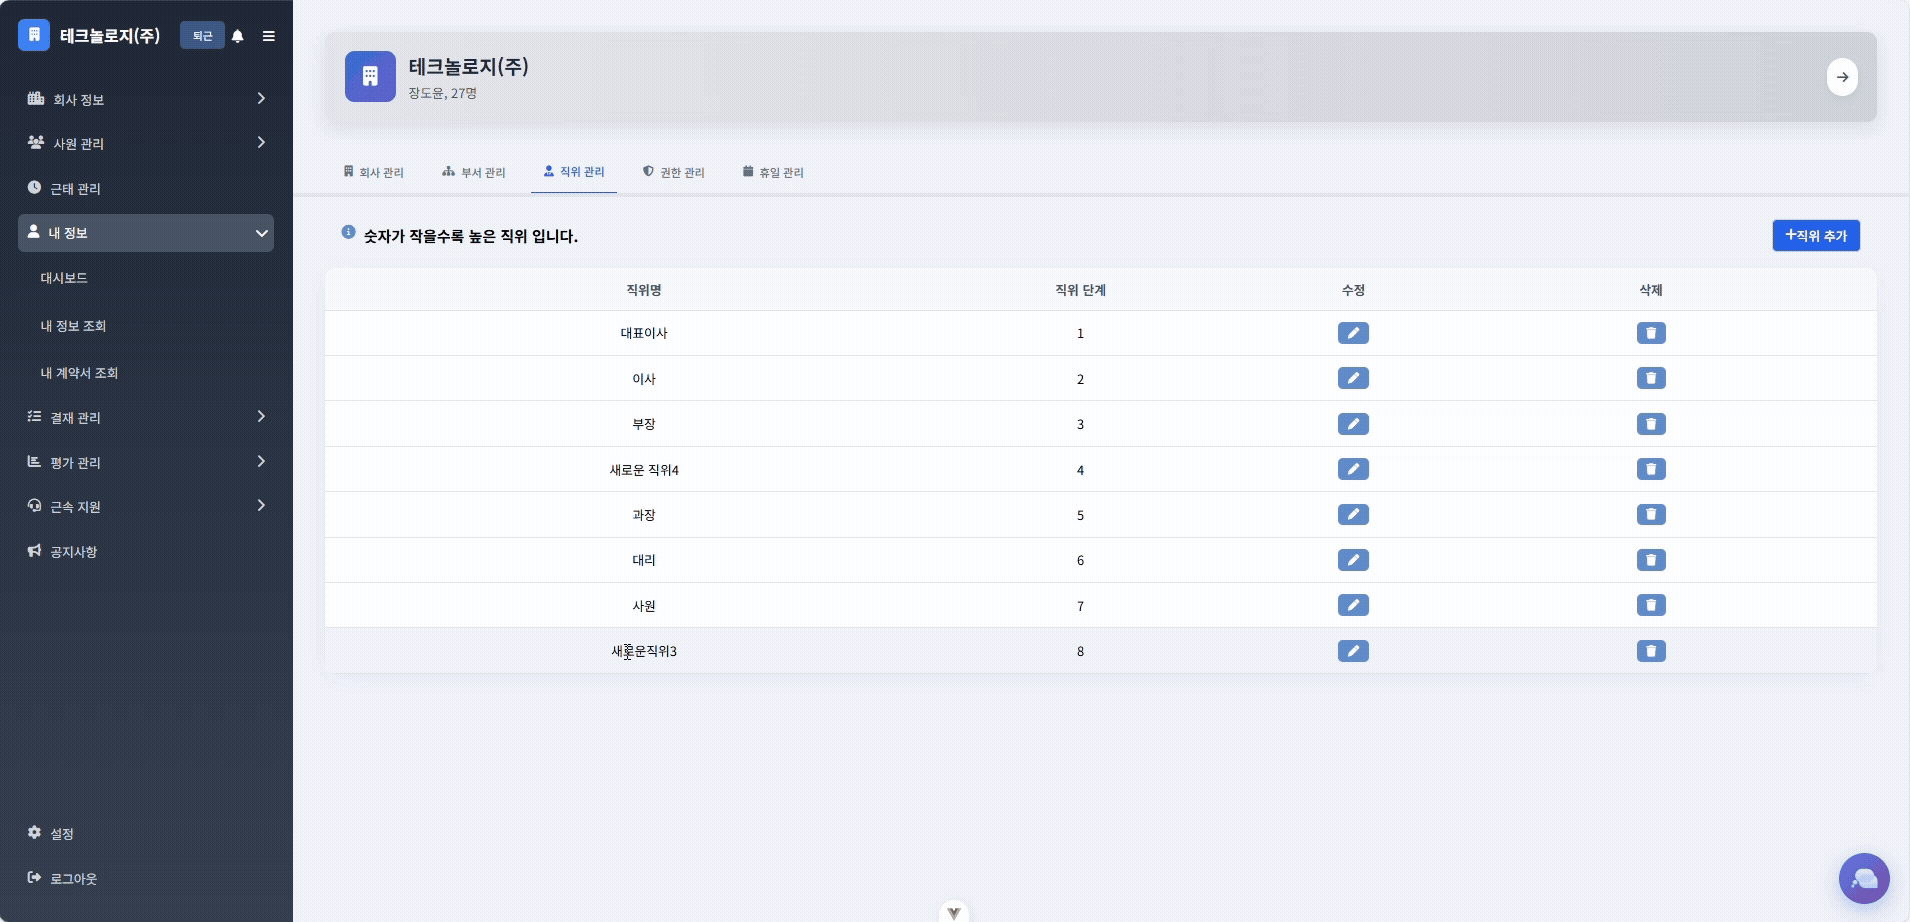 테크놀로지(주) 퇴근
회사 정보
사원 관리
근태 관리
내 정보
대시보드
내 정보 조회
내 계약서 조회
결재 관리
평가 관리
근속 지원
공지사항
설정
로그아웃
테크놀로지(주)
장도윤, 27명
회사 관리 부서 관리 직위 관리 권한 관리 휴일 관리
숫자가 작을수록 높은 직위 입니다.
+직위 추가
직위명 직위 단계 수정 삭제
대표이사 1
이사 2
부장 3
새로운 직위4 4
과장 5
대리 6
사원 7
새로운직위3 8